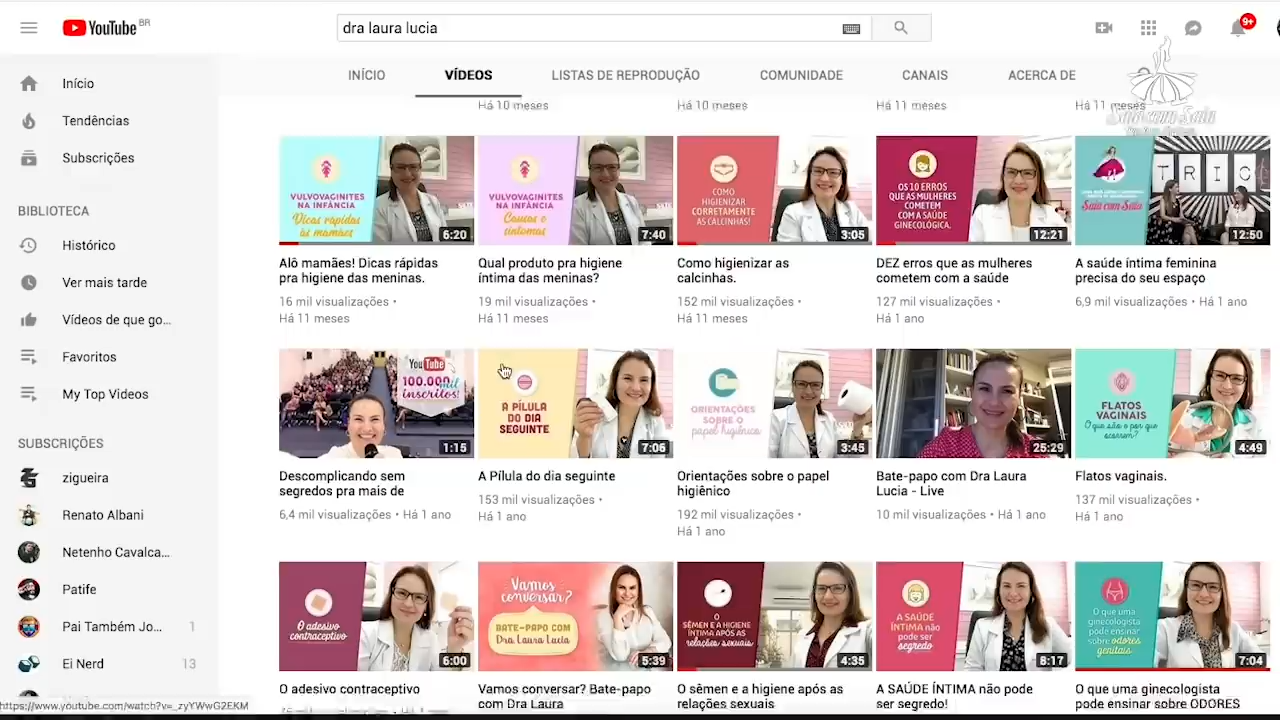 YouTube BR
dra laura lucia
9+
INÍCIO VÍDEOS LISTAS DE REPRODUÇÃO COMUNIDADE CANAIS ACERCA DE
Saia com Saia
Início
Tendências
Subscrições
BIBLIOTECA
Histórico
Ver mais tarde
Vídeos de que go...
Favoritos
My Top Videos
SUBSCRIÇÕES
zigueira
Renato Albani
Netenho Cavalca...
Patife
Pai Também Jo... 1
Ei Nerd 13
Há 10 meses Há 10 meses Há 11 meses Há 11 meses
VULVOVAGINITES
NA INFÂNCIA
Dicas rápidas
às mamães
6:20
VULVOVAGINITES
NA INFÂNCIA
Causas e
sintomas
7:40
COMO
HIGIENIZAR
CORRETAMENTE
AS CALCINHAS!
3:05
OS 10 ERROS
QUE AS MULHERES
COMETEM
COM A SAÚDE
GINECOLÓGICA.
12:21
TRIC
Saia com Saia
12:50
Alô mamães! Dicas rápidas
pra higiene das meninas.
16 mil visualizações •
Há 11 meses
Qual produto pra higiene
íntima das meninas?
19 mil visualizações •
Há 11 meses
Como higienizar as
calcinhas.
152 mil visualizações •
Há 11 meses
DEZ erros que as mulheres
cometem com a saúde
127 mil visualizações •
Há 1 ano
A saúde íntima feminina
precisa do seu espaço
6,9 mil visualizações • Há 1 ano
YouTube
100.000
mil
inscritos!
1:15
A PÍLULA
DO DIA
SEGUINTE
7:06
ORIENTAÇÕES
SOBRE O
papel higiênico
3:45
25:29
FLATOS
VAGINAIS
O que são e por que
ocorrem?
4:49
Descomplicando sem
segredos pra mais de
6,4 mil visualizações • Há 1 ano
A Pílula do dia seguinte
153 mil visualizações •
Há 1 ano
Orientações sobre o papel
higiênico
192 mil visualizações •
Há 1 ano
Bate-papo com Dra Laura
Lucia - Live
10 mil visualizações • Há 1 ano
Flatos vaginais.
137 mil visualizações •
Há 1 ano
O adesivo
contraceptivo
6:00
Vamos
conversar?
BATE-PAPO COM
Dra Laura Lucia
5:39
O
SÊMEN E A HIGIENE
ÍNTIMA APÓS AS
RELAÇÕES SEXUAIS
4:35
A SAÚDE
ÍNTIMA não
pode ser
segredo
8:17
O que uma
ginecologista
pode ensinar
sobre odores
genitais
7:04
O adesivo contraceptivo
Vamos conversar? Bate-papo
com Dra Laura
O sêmen e a higiene após as
relações sexuais
A SAÚDE ÍNTIMA não pode
ser segredo!
O que uma ginecologista
pode ensinar sobre ODORES
https://www.youtube.com/watch?v=_zyYWwG2EKM